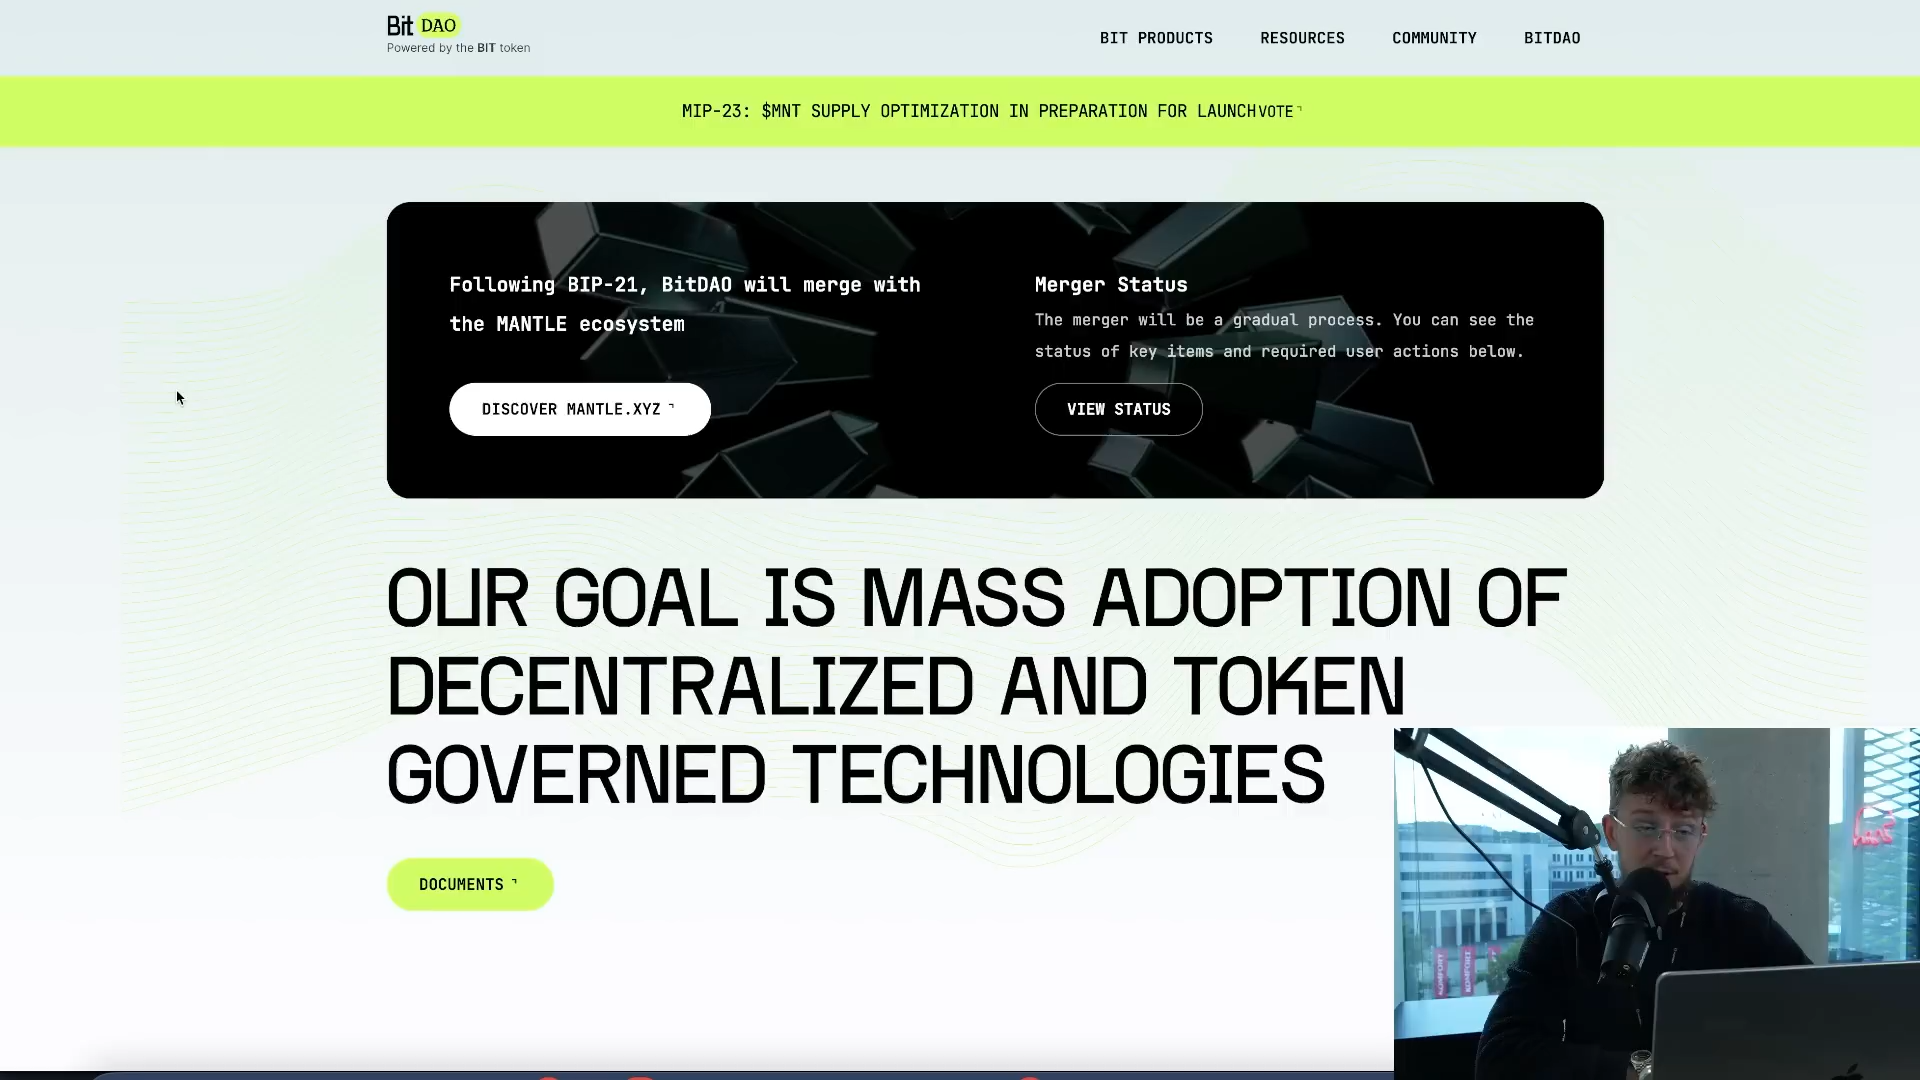 Bit DAO
Powered by the BIT token
BIT PRODUCTS RESOURCES COMMUNITY BITDAO
MIP-23: $MNT SUPPLY OPTIMIZATION IN PREPARATION FOR LAUNCH VOTE
Following BIP-21, BitDAO will merge with
the MANTLE ecosystem
DISCOVER MANTLE.XYZ
Merger Status
The merger will be a gradual process. You can see the
status of key items and required user actions below.
VIEW STATUS
OUR GOAL IS MASS ADOPTION OF
DECENTRALIZED AND TOKEN
GOVERNED TECHNOLOGIES
DOCUMENTS
KOMFORT
KOMFORT